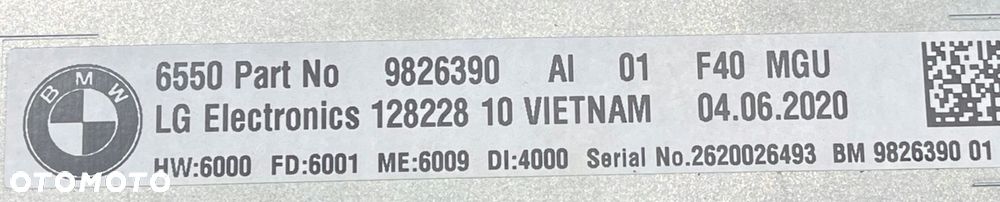 BMW
6550 Part No 9826390 AI 01 F40 MGU
LG Electronics 128228 10 VIETNAM 04.06.2020
HW:6000 FD:6001 ME:6009 DI:4000 Serial No.2620026493 BM 9826390 01
OTOMOTO